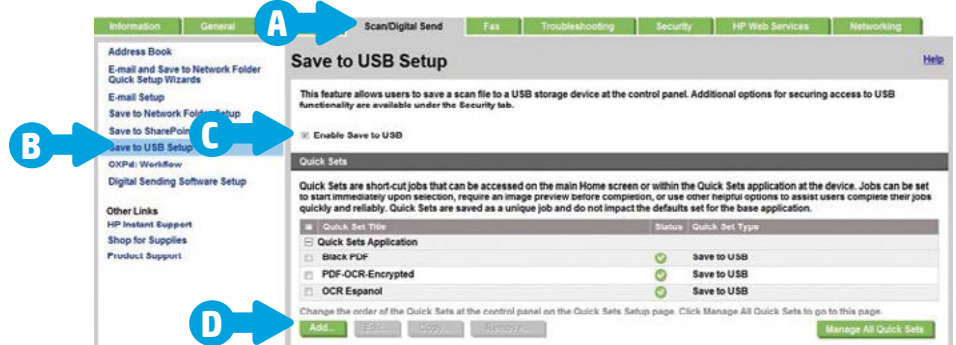 Information
General
A
Scan/Digital Send
Fax
Troubleshooting
Security
HP Web Services
Networking
Address Book
E-mail and Save to Network Folder
Quick Setup Wizards
E-mail Setup
Save to Network Folder Setup
Save to SharePoin
B
Save to USB Setup
OXPd: Workflow
Digital Sending Software Setup
Other Links
HP Instant Support
Shop for Supplies
Product Support
Save to USB Setup
Help
This feature allows users to save a scan file to a USB storage device at the control panel. Additional options for securing access to USB
functionality are available under the Security tab.
C
Enable Save to USB
Quick Sets
Quick Sets are short-cut jobs that can be accessed on the main Home screen or within the Quick Sets application at the device. Jobs can be set
to start immediately upon selection, require an image preview before completion, or use other helpful options to assist users complete their jobs
quickly and reliably. Quick Sets are saved as a unique job and do not impact the defaults set for the base application.
Quick Set Title Status Quick Set Type
Quick Sets Application
Black PDF Save to USB
PDF-OCR-Encrypted Save to USB
OCR Espanol Save to USB
Change the order of the Quick Sets at the control panel on the Quick Sets Setup page. Click Manage All Quick Sets to go to this page.
D
Add... Edit... Copy... Remove... Manage All Quick Sets